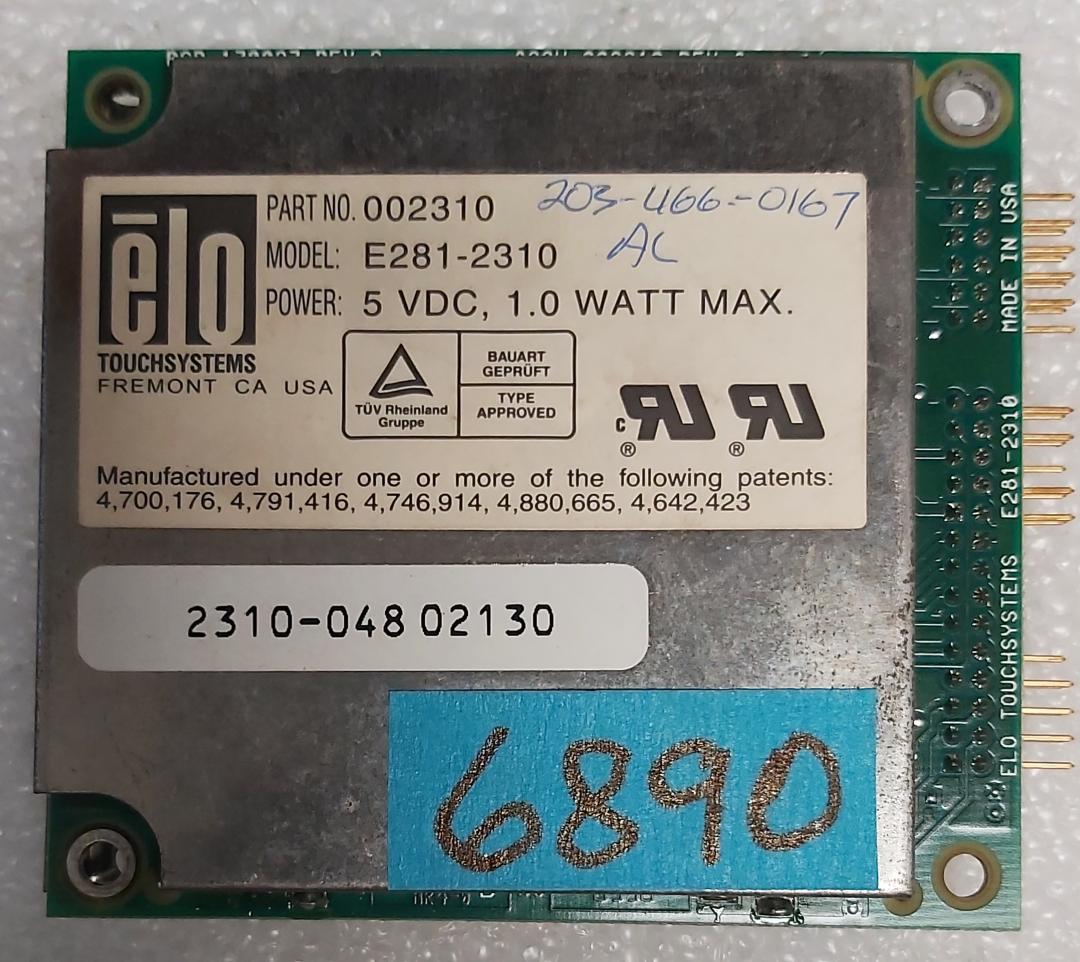 PART NO. 002310
203-466-0167
ēlo
MODEL: E281-2310
AC
POWER: 5 VDC, 1.0 WATT MAX.
TOUCHSYSTEMS
FREMONT CA USA
TÜV Rheinland
Gruppe
BAUART
GEPRÜFT
TYPE
APPROVED
c RU ® RU ®
Manufactured under one or more of the following patents:
4,700,176, 4,791,416, 4,746,914, 4,880,665, 4,642,423
2310-048 02130
6890
ELO TOUCHSYSTEMS E281-2310 MADE IN USA